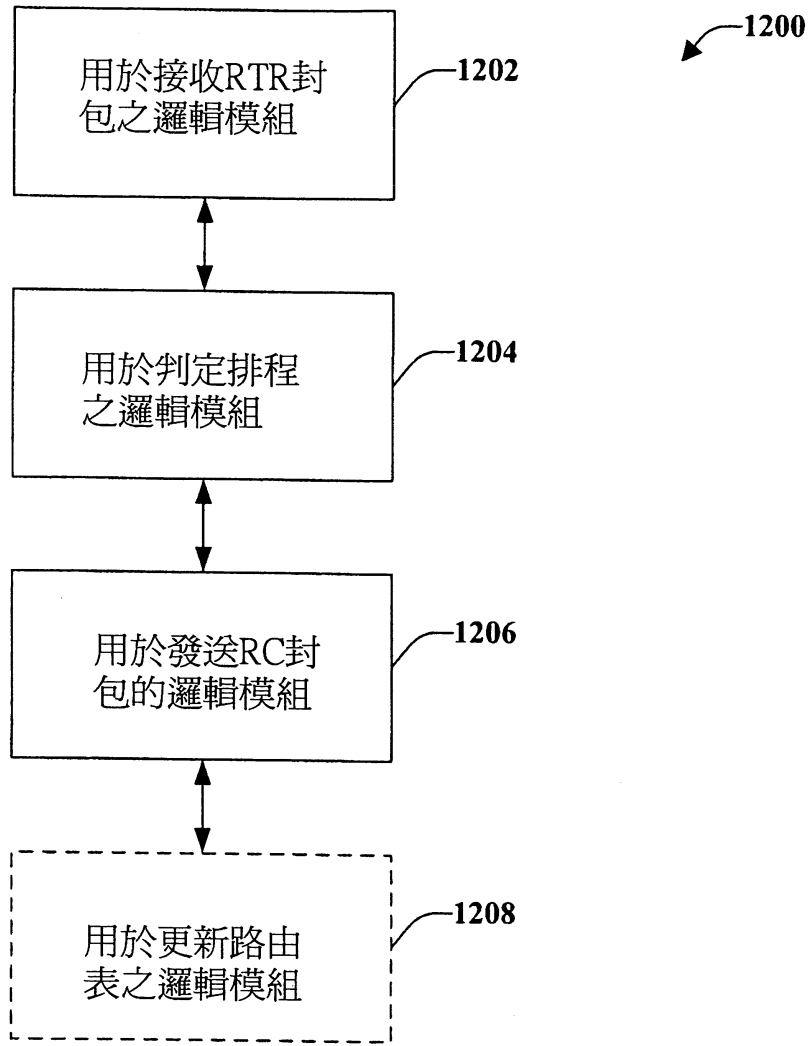 1200
用於接收RTR封
包之邏輯模組
1202
用於判定排程
之邏輯模組
1204
用於發送RC封
包的邏輯模組
1206
用於更新路由
表之邏輯模組
1208